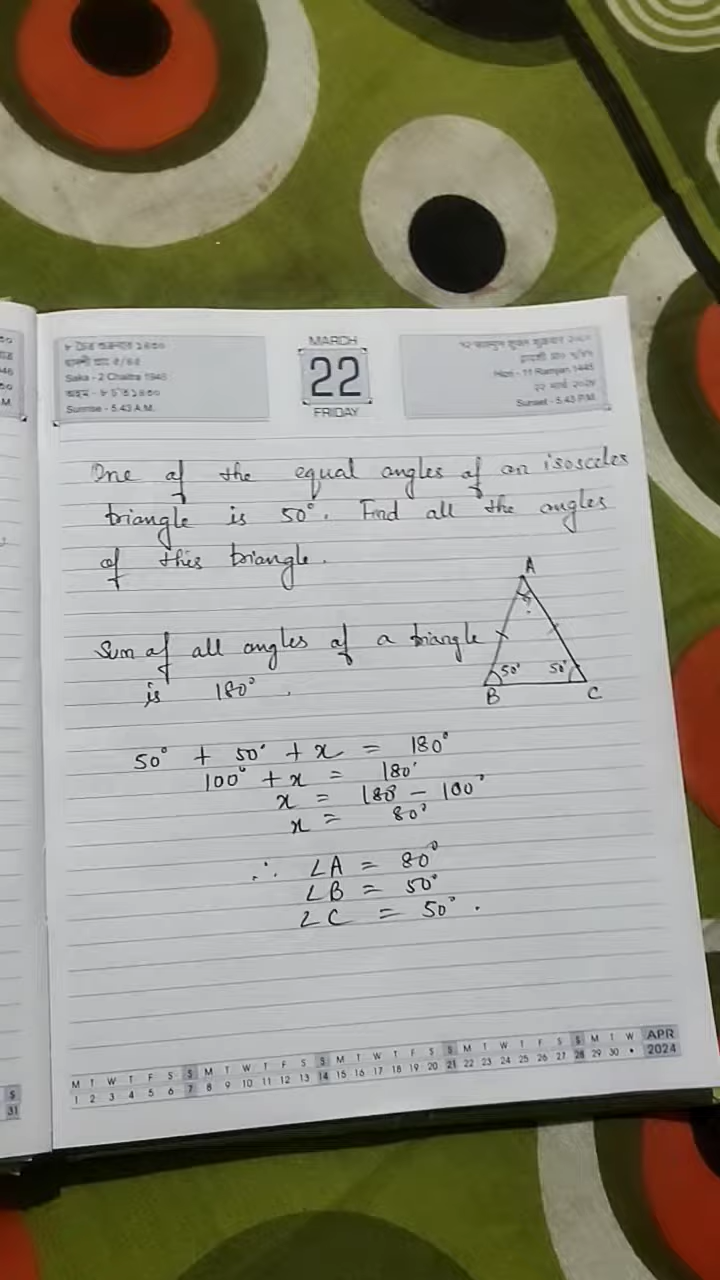 Saka - 2 Chaitra 1946
Sunrise - 5.43 A.M.
MARCH
22
FRIDAY
Hizri - 11 Ramjan 1445
Sunset - 5.43 P.M.
One of the equal angles of an isosceles
triangle is 50°. Find all the angles
of this triangle.
A
?
50° 50°
B C
Sum of all angles of a triangle
is 180°.
50° + 50° + x = 180°
100° + x = 180°
x = 180 - 100°
x = 80°
∴ ∠A = 80°
∠B = 50°
∠C = 50°.
M T W T F S S M T W T F S S M T W T F S S M T W T F S S M T W APR
1 2 3 4 5 6 7 8 9 10 11 12 13 14 15 16 17 18 19 20 21 22 23 24 25 26 27 28 29 30 • 2024
S
31